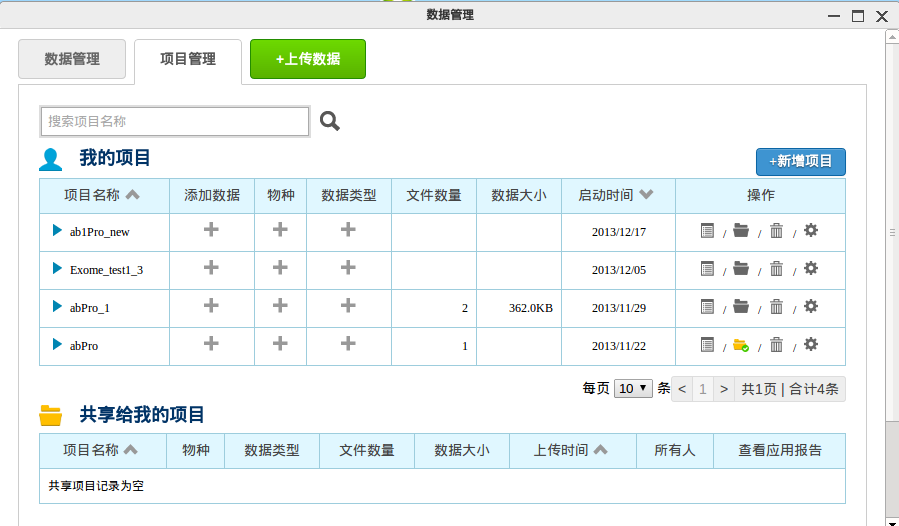 数据管理
数据管理 项目管理 +上传数据
搜索项目名称
我的项目 +新增项目
项目名称 添加数据 物种 数据类型 文件数量 数据大小 启动时间 操作
ab1Pro_new 2013/12/17 / / /
Exome_test1_3 2013/12/05 / / /
abPro_1 2 362.0KB 2013/11/29 / / /
abPro 1 2013/11/22 / / /
每页 10 条 < 1 > 共1页 | 合计4条
共享给我的项目
项目名称 物种 数据类型 文件数量 数据大小 上传时间 所有人 查看应用报告
共享项目记录为空